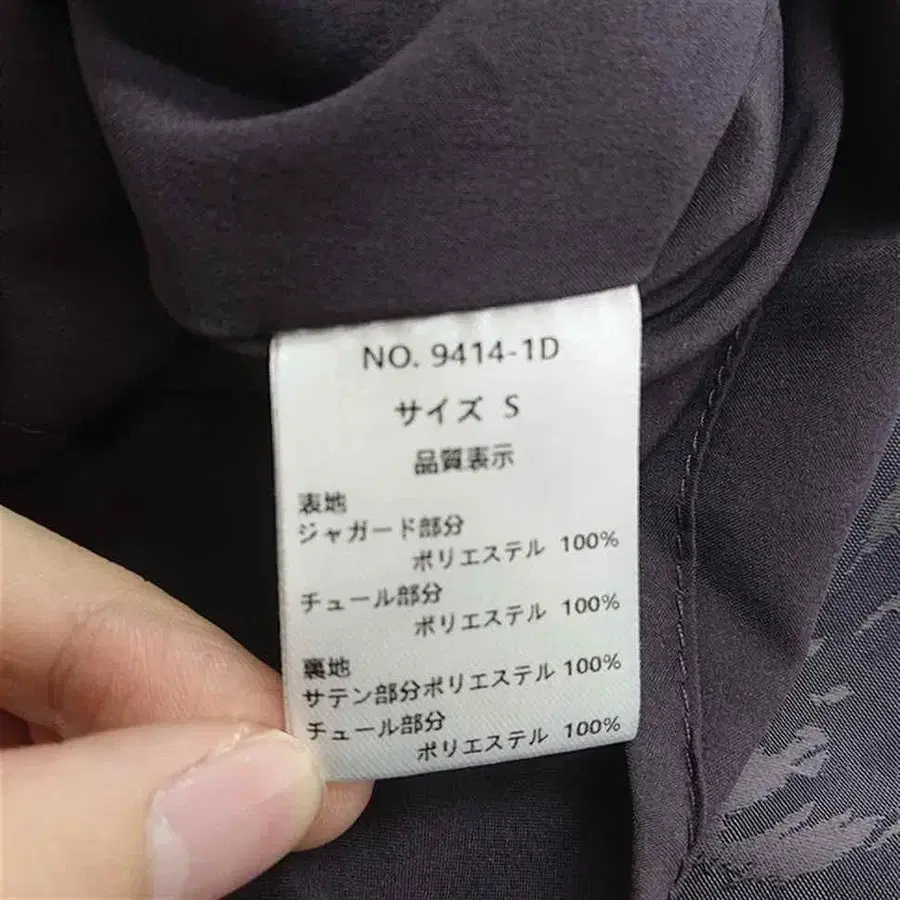 NO. 9414-1D
サイズ S
品質表示
表地
ジャガード部分
ポリエステル 100%
チュール部分
ポリエステル 100%
裏地
サテン部分ポリエステル 100%
チュール部分
ポリエステル 100%